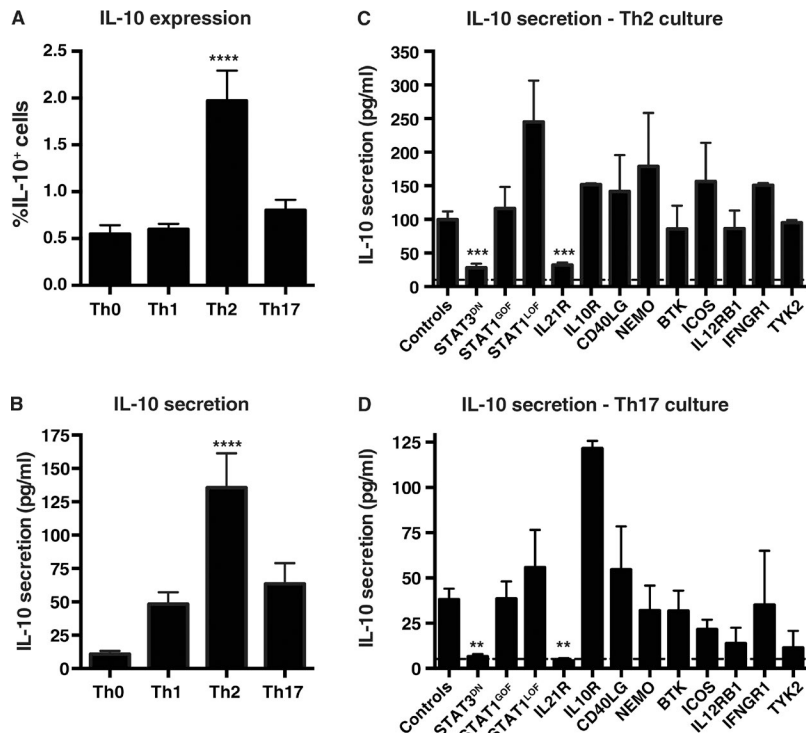 A
IL-10 expression
%IL-10+ cells
2.5
2.0
1.5
1.0
0.5
0.0
****
Th0 Th1 Th2 Th17
B
IL-10 secretion
IL-10 secretion (pg/ml)
175
150
125
100
75
50
25
0
****
Th0 Th1 Th2 Th17
C
IL-10 secretion - Th2 culture
IL-10 secretion (pg/ml)
350
300
250
200
150
100
50
0
***
***
Controls
STAT3DN
STAT1GOF
STAT1LOF
IL21R
IL10R
CD40LG
NEMO
BTK
ICOS
IL12RB1
IFNGR1
TYK2
D
IL-10 secretion - Th17 culture
IL-10 secretion (pg/ml)
125
100
75
50
25
0
**
**
Controls
STAT3DN
STAT1GOF
STAT1LOF
IL21R
IL10R
CD40LG
NEMO
BTK
ICOS
IL12RB1
IFNGR1
TYK2